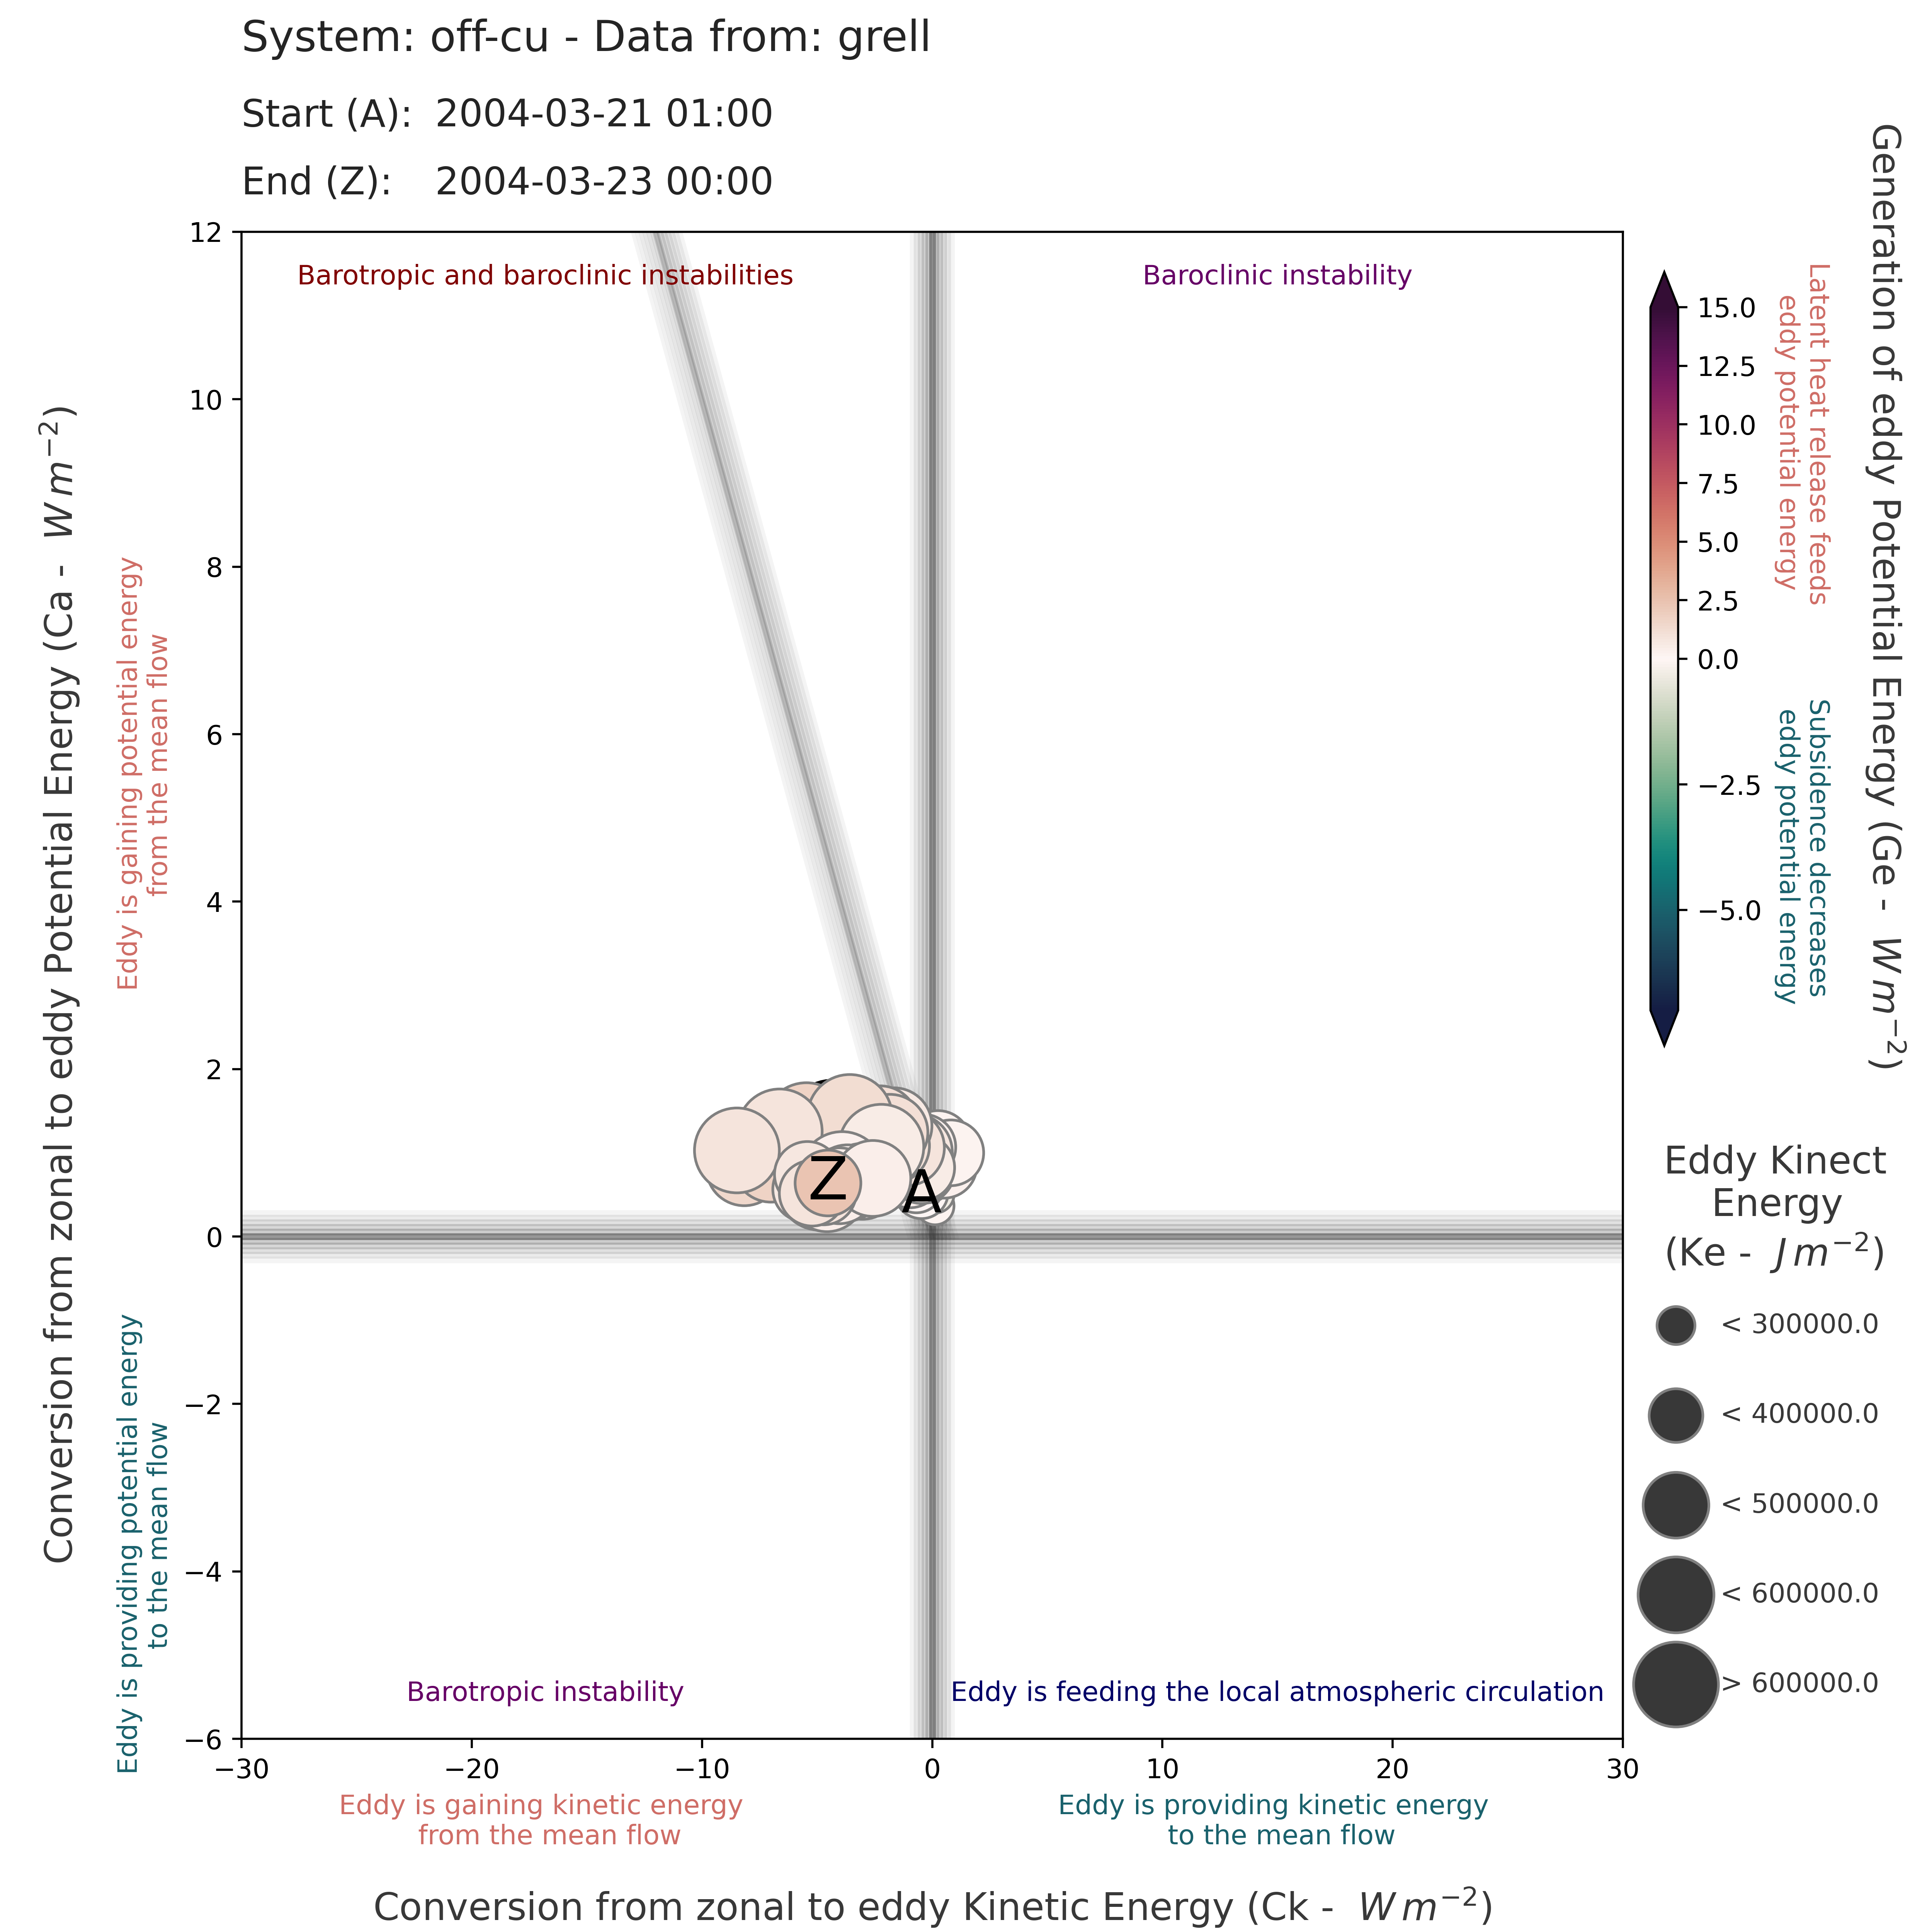 System: off-cu - Data from: grell
Start (A): 2004-03-21 01:00
End (Z): 2004-03-23 00:00
Barotropic and baroclinic instabilities
Baroclinic instability
Barotropic instability
Eddy is feeding the local atmospheric circulation
Z
A
12
10
8
6
4
2
0
−2
−4
−6
−30
−20
−10
0
10
20
30
Conversion from zonal to eddy Potential Energy (Ca - W m⁻²)
Eddy is gaining potential energy
from the mean flow
Eddy is providing potential energy
to the mean flow
Eddy is gaining kinetic energy
from the mean flow
Eddy is providing kinetic energy
to the mean flow
Conversion from zonal to eddy Kinetic Energy (Ck - W m⁻²)
15.0
12.5
10.0
7.5
5.0
2.5
0.0
−2.5
−5.0
Latent heat release feeds
eddy potential energy
Subsidence decreases
eddy potential energy
Generation of eddy Potential Energy (Ge - W m⁻²)
Eddy Kinect
Energy
(Ke - J m⁻²)
< 300000.0
< 400000.0
< 500000.0
< 600000.0
> 600000.0